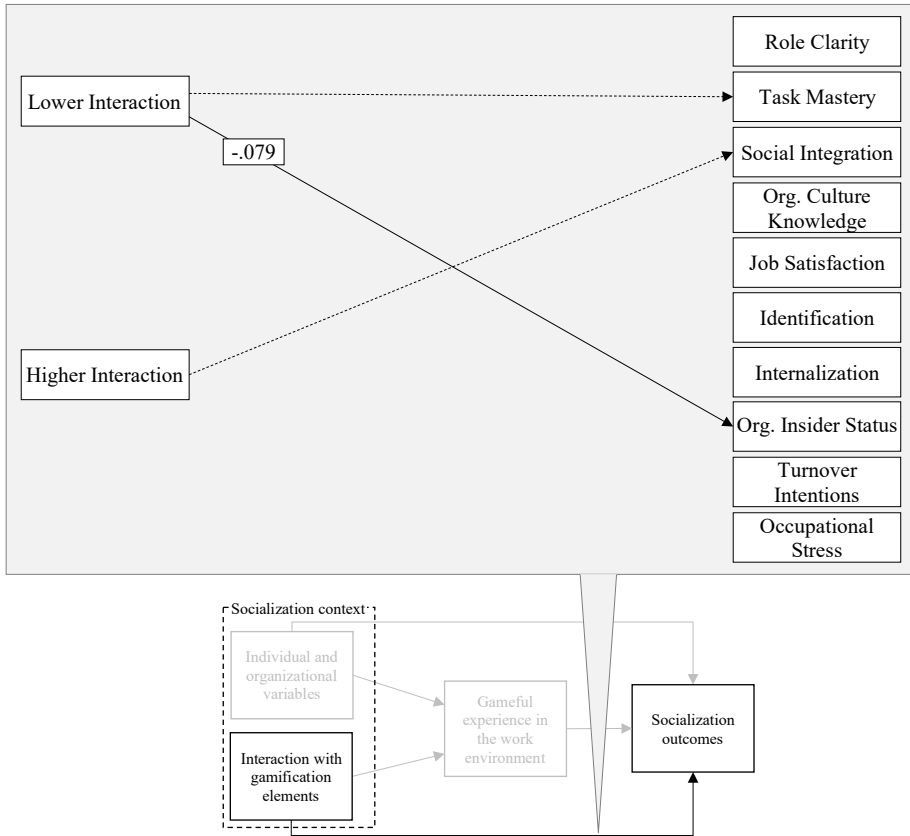 Role Clarity
Lower Interaction
Task Mastery
-.079
Social Integration
Org. Culture
Knowledge
Job Satisfaction
Identification
Higher Interaction
Internalization
Org. Insider Status
Turnover
Intentions
Occupational
Stress
Socialization context
Individual and
organizational
variables
Gameful
experience in
the work
environment
Socialization
outcomes
Interaction with
gamification
elements